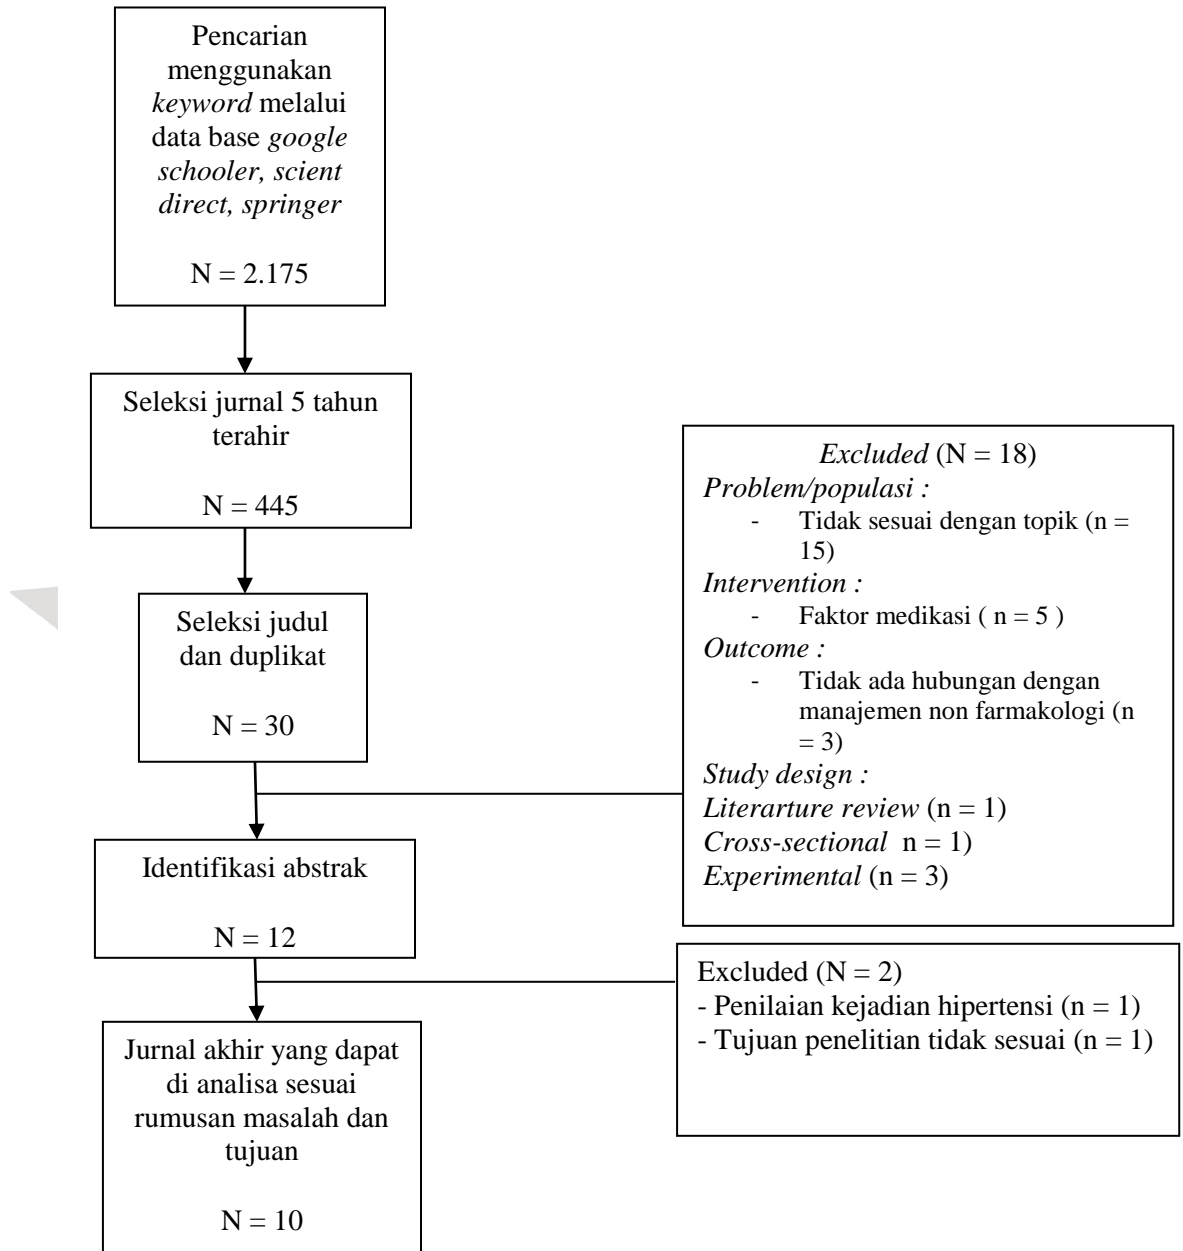 Pencarian
menggunakan
keyword melalui
data base google
schooler, scient
direct, springer
N = 2.175
Seleksi jurnal 5 tahun
terahir
N = 445
Seleksi judul
dan duplikat
N = 30
Excluded (N = 18)
Problem/populasi :
- Tidak sesuai dengan topik (n =
15)
Intervention :
- Faktor medikasi ( n = 5 )
Outcome :
- Tidak ada hubungan dengan
manajemen non farmakologi (n
= 3)
Study design :
Literarture review (n = 1)
Cross-sectional n = 1)
Experimental (n = 3)
Identifikasi abstrak
N = 12
Excluded (N = 2)
- Penilaian kejadian hipertensi (n = 1)
- Tujuan penelitian tidak sesuai (n = 1)
Jurnal akhir yang dapat
di analisa sesuai
rumusan masalah dan
tujuan
N = 10